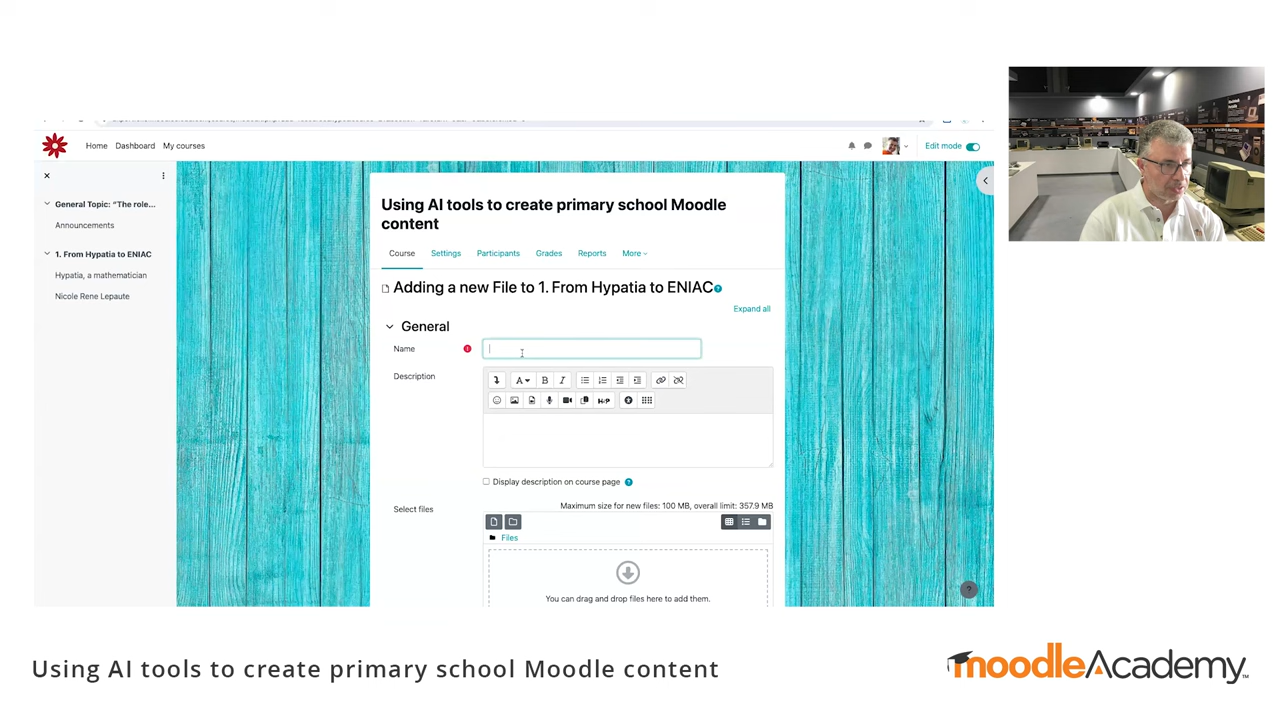 Home Dashboard My courses
Edit mode
General Topic: "The role...
Announcements
1. From Hypatia to ENIAC
Hypatia, a mathematician
Nicole Rene Lepaute
Using AI tools to create primary school Moodle
content
Course Settings Participants Grades Reports More
Adding a new File to 1. From Hypatia to ENIAC
Expand all
General
Name
Description
A B I
H-P
Display description on course page
Maximum size for new files: 100 MB, overall limit: 357.9 MB
Select files
Files
You can drag and drop files here to add them.
Using AI tools to create primary school Moodle content
moodleAcademy™